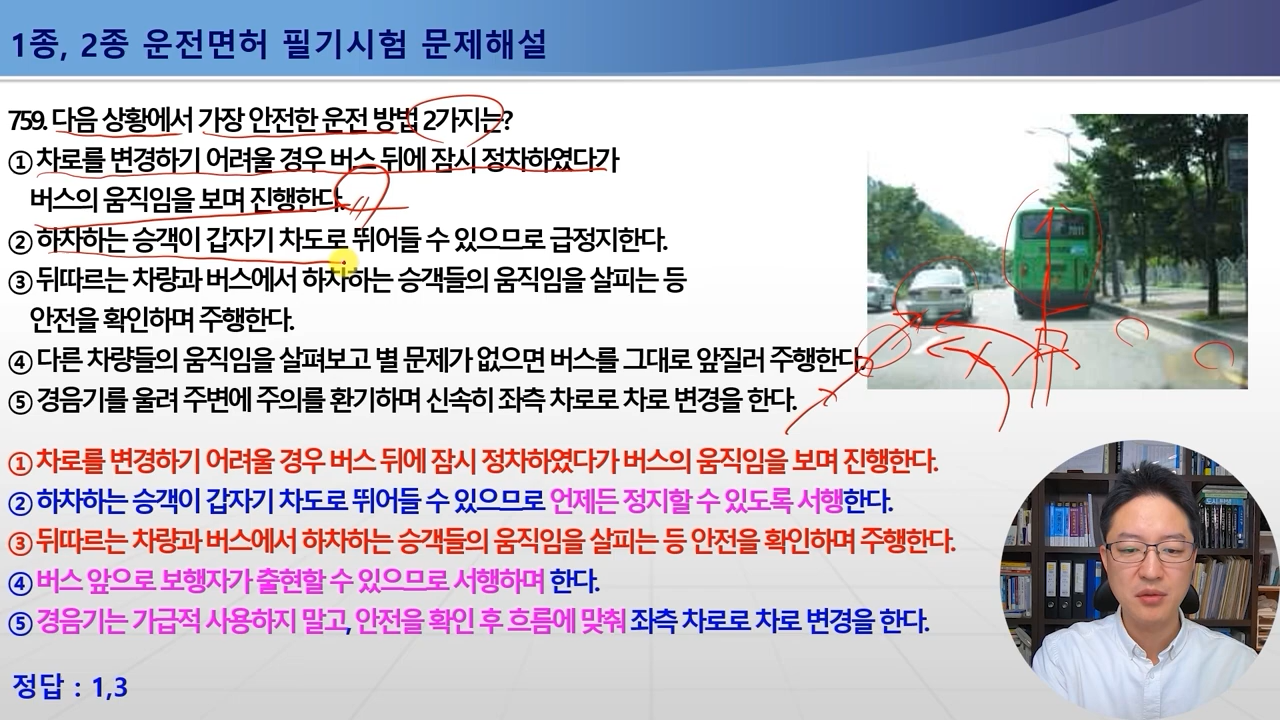 1종, 2종 운전면허 필기시험 문제해설
759. 다음 상황에서 가장 안전한 운전 방법 2가지는?
① 차로를 변경하기 어려울 경우 버스 뒤에 잠시 정차하였다가
버스의 움직임을 보며 진행한다.
② 하차하는 승객이 갑자기 차도로 뛰어들 수 있으므로 급정지한다.
③ 뒤따르는 차량과 버스에서 하차하는 승객들의 움직임을 살피는 등
안전을 확인하며 주행한다.
④ 다른 차량들의 움직임을 살펴보고 별 문제가 없으면 버스를 그대로 앞질러 주행한다.
⑤ 경음기를 울려 주변에 주의를 환기하며 신속히 좌측 차로로 차로 변경을 한다.
① 차로를 변경하기 어려울 경우 버스 뒤에 잠시 정차하였다가 버스의 움직임을 보며 진행한다.
② 하차하는 승객이 갑자기 차도로 뛰어들 수 있으므로 언제든 정지할 수 있도록 서행한다.
③ 뒤따르는 차량과 버스에서 하차하는 승객들의 움직임을 살피는 등 안전을 확인하며 주행한다.
④ 버스 앞으로 보행자가 출현할 수 있으므로 서행하며 한다.
⑤ 경음기는 가급적 사용하지 말고, 안전을 확인 후 흐름에 맞춰 좌측 차로로 차로 변경을 한다.
정답 : 1,3